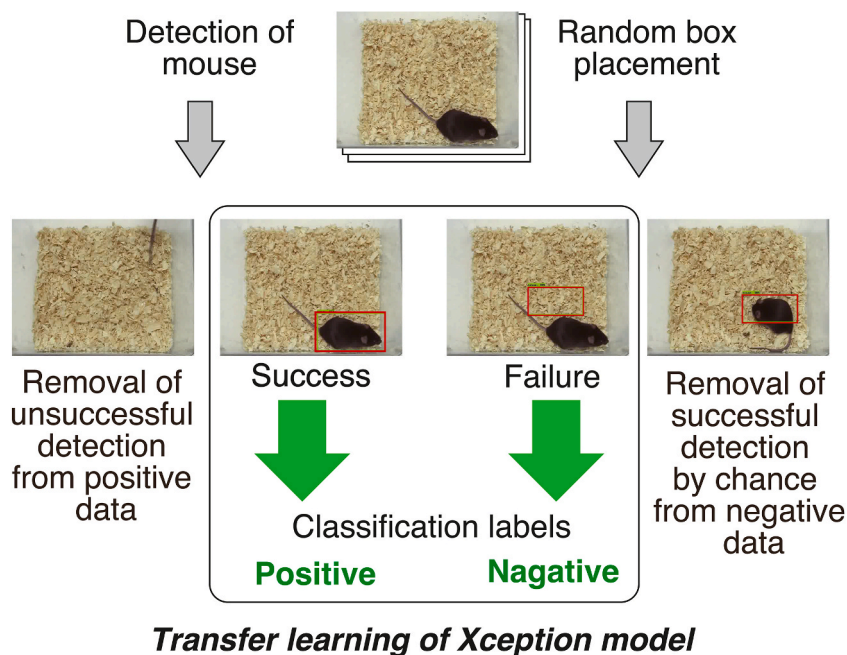 Detection of
mouse
Random box
placement
Removal of
unsuccessful
detection
from positive
data
Success
Failure
Removal of
successful
detection
by chance
from negative
data
Classification labels
Positive
Nagative
Transfer learning of Xception model